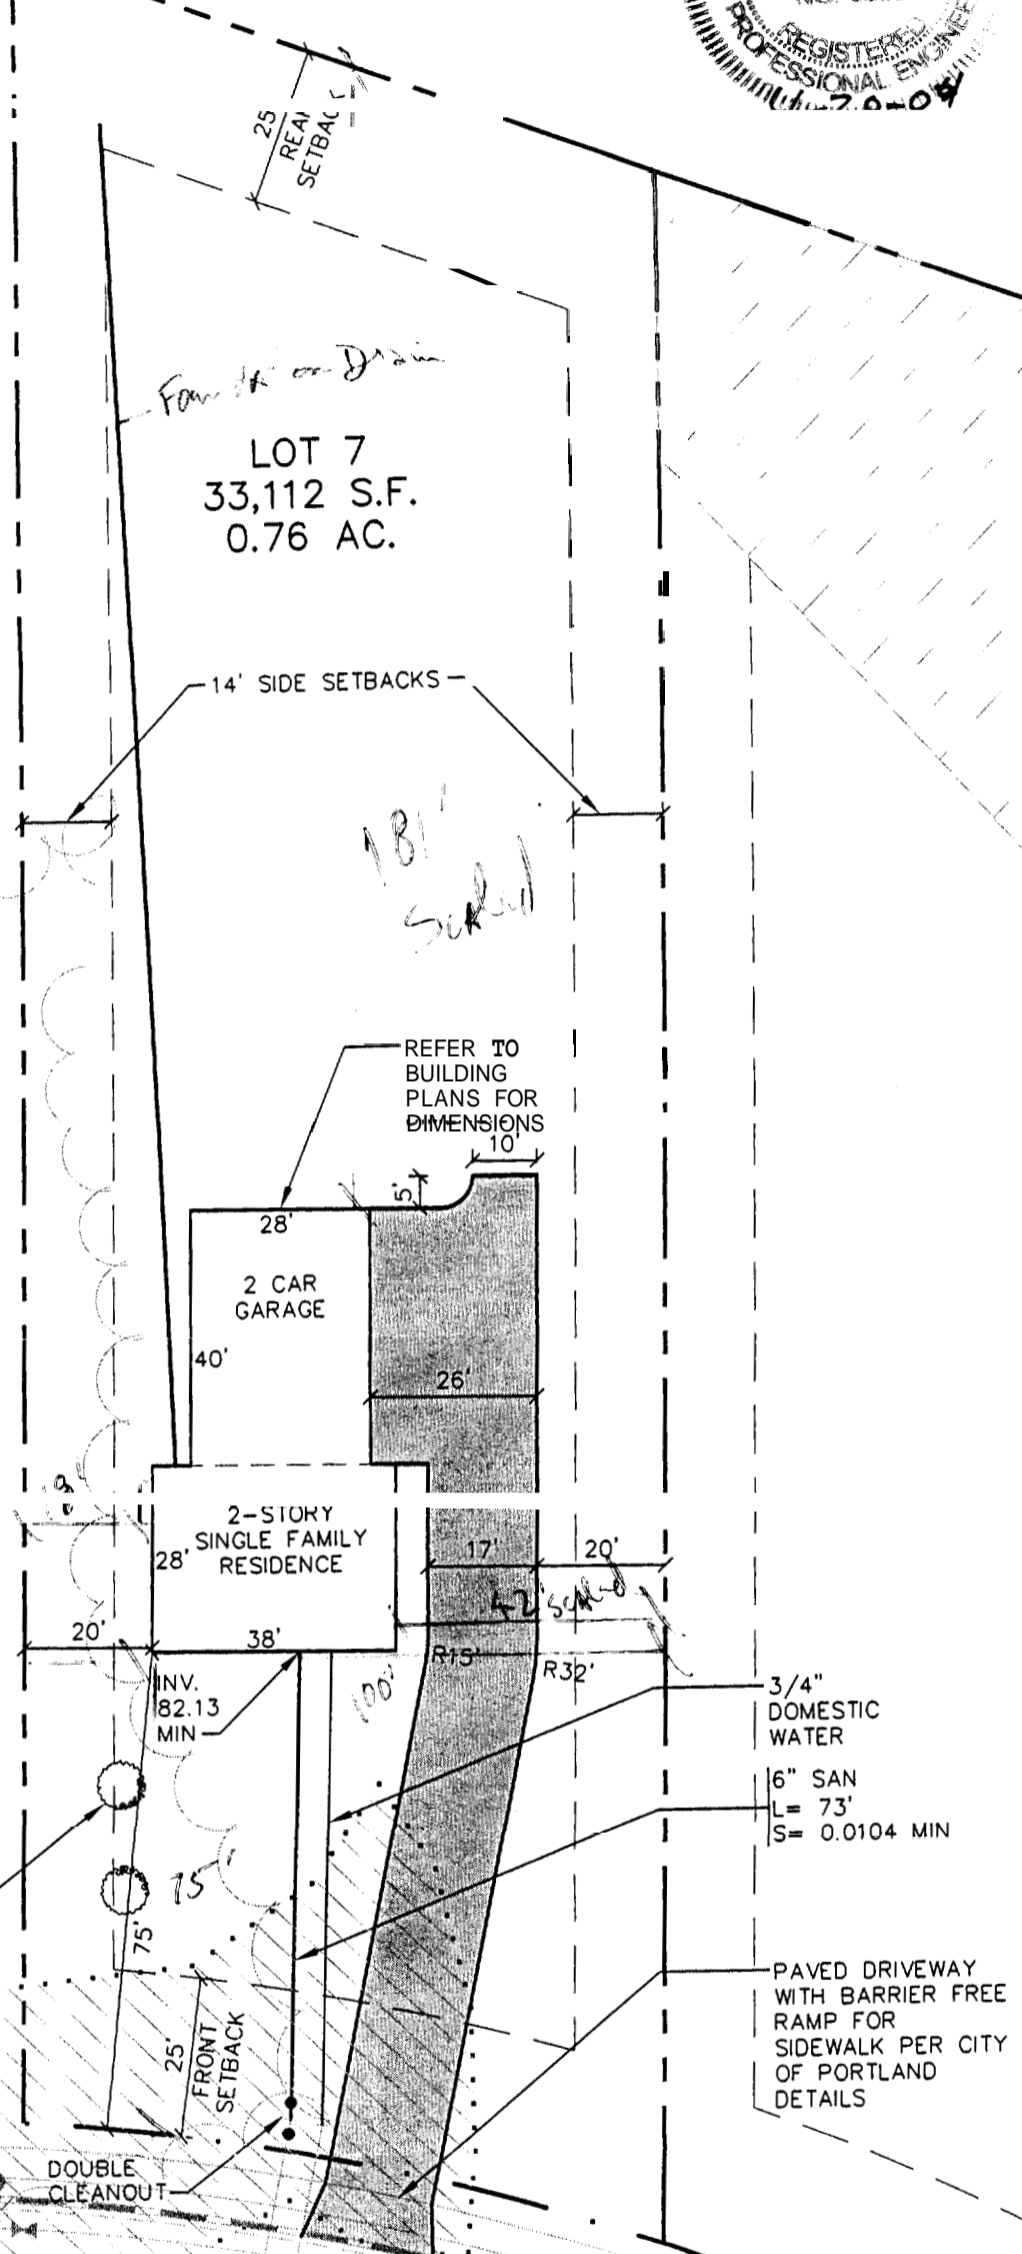 REGISTERED
PROFESSIONAL ENGINEER
25
REAR
SETBACK
Drain
LOT 7
33,112 S.F.
0.76 AC.
14' SIDE SETBACKS
181'
Scaled
REFER TO
BUILDING
PLANS FOR
DIMENSIONS
10'
5'
28'
2 CAR
GARAGE
40'
26'
2-STORY
SINGLE FAMILY
RESIDENCE
28'
17'
20'
42' scaled
20'
38'
R15'
R32'
INV.
82.13
MIN
100'
3/4"
DOMESTIC
WATER
6" SAN
L= 73'
S= 0.0104 MIN
75'
75'
25'
FRONT
SETBACK
PAVED DRIVEWAY
WITH BARRIER FREE
RAMP FOR
SIDEWALK PER CITY
OF PORTLAND
DETAILS
DOUBLE
CLEANOUT